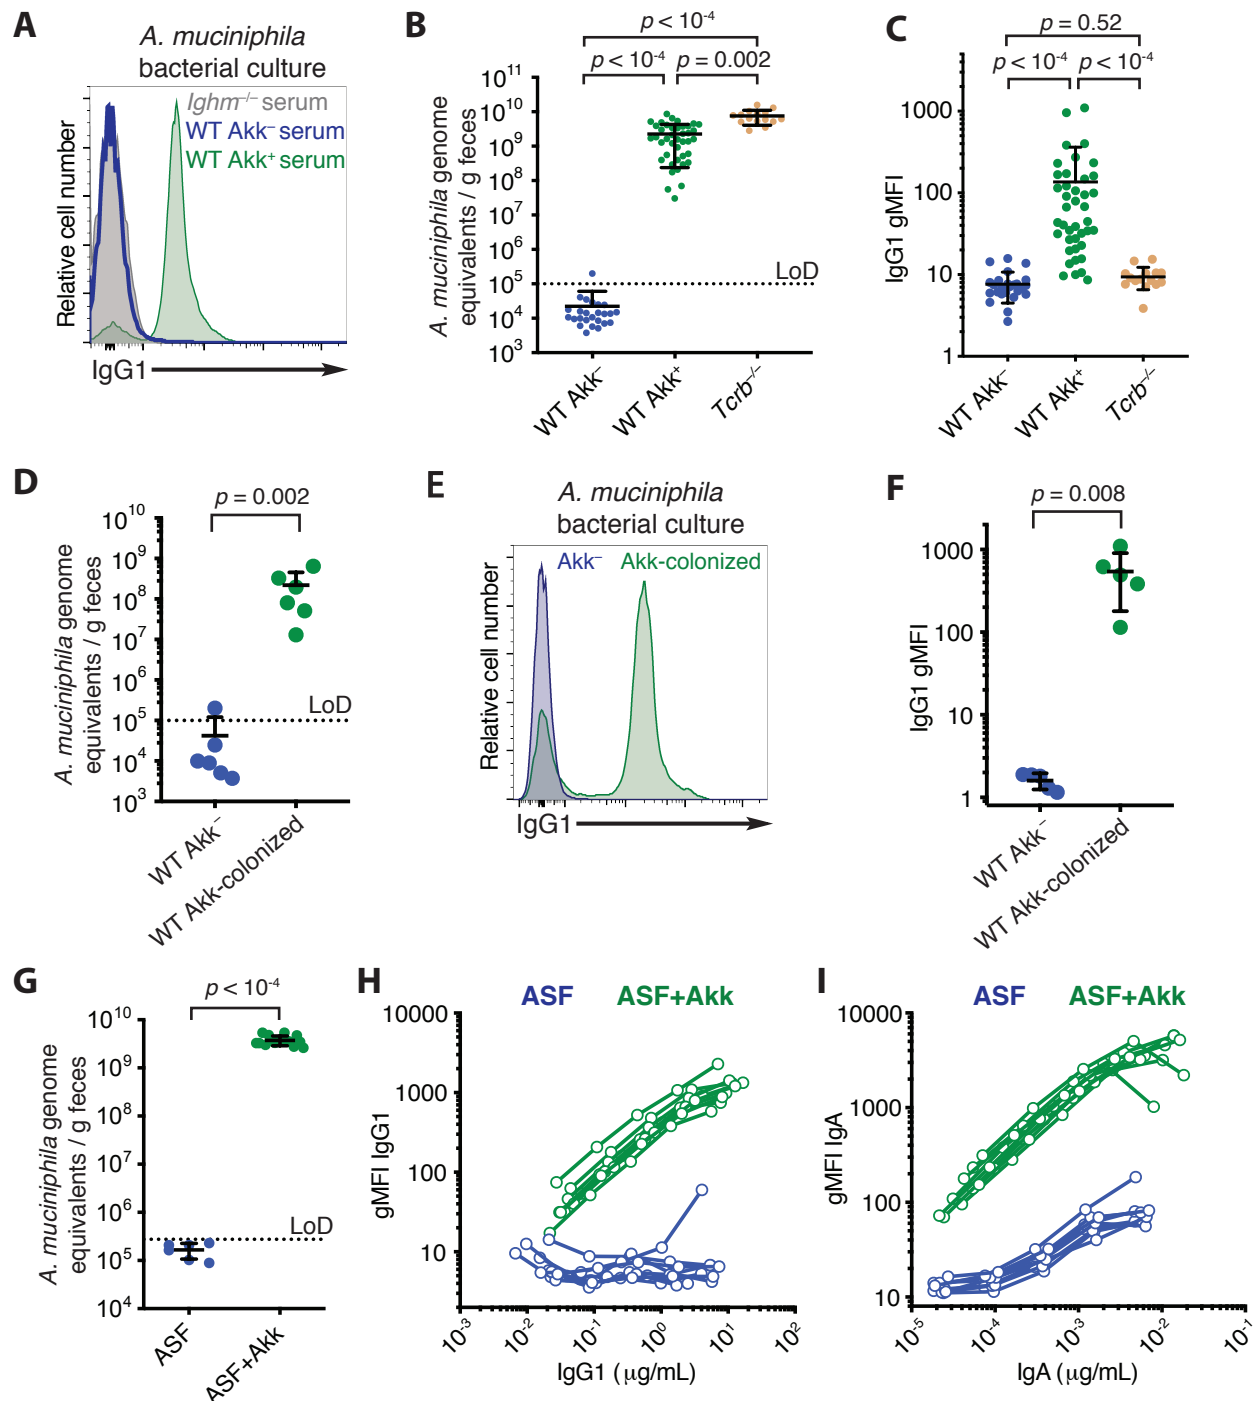 A
A. muciniphila
bacterial culture
Ighm⁻/⁻ serum
WT Akk⁻ serum
WT Akk⁺ serum
Relative cell number
IgG1
B
p < 10⁻⁴
p < 10⁻⁴
p = 0.002
A. muciniphila genome
equivalents / g feces
10¹¹
10¹⁰
10⁹
10⁸
10⁷
10⁶
10⁵
10⁴
10³
LoD
WT Akk⁻
WT Akk⁺
Tcrb⁻/⁻
C
p = 0.52
p < 10⁻⁴
p < 10⁻⁴
IgG1 gMFI
1000
100
10
1
WT Akk⁻
WT Akk⁺
Tcrb⁻/⁻
D
p = 0.002
A. muciniphila genome
equivalents / g feces
10¹⁰
10⁹
10⁸
10⁷
10⁶
10⁵
10⁴
10³
LoD
WT Akk⁻
WT Akk-colonized
E
A. muciniphila
bacterial culture
Akk⁻
Akk-colonized
Relative cell number
IgG1
F
p = 0.008
IgG1 gMFI
1000
100
10
1
WT Akk⁻
WT Akk-colonized
G
p < 10⁻⁴
A. muciniphila genome
equivalents / g feces
10¹⁰
10⁹
10⁸
10⁷
10⁶
10⁵
10⁴
LoD
ASF
ASF+Akk
H
ASF
ASF+Akk
gMFI IgG1
10000
1000
100
10
10⁻³
10⁻²
10⁻¹
10⁰
10¹
10²
IgG1 (μg/mL)
I
ASF
ASF+Akk
gMFI IgA
10000
1000
100
10
10⁻⁵
10⁻⁴
10⁻³
10⁻²
10⁻¹
IgA (μg/mL)